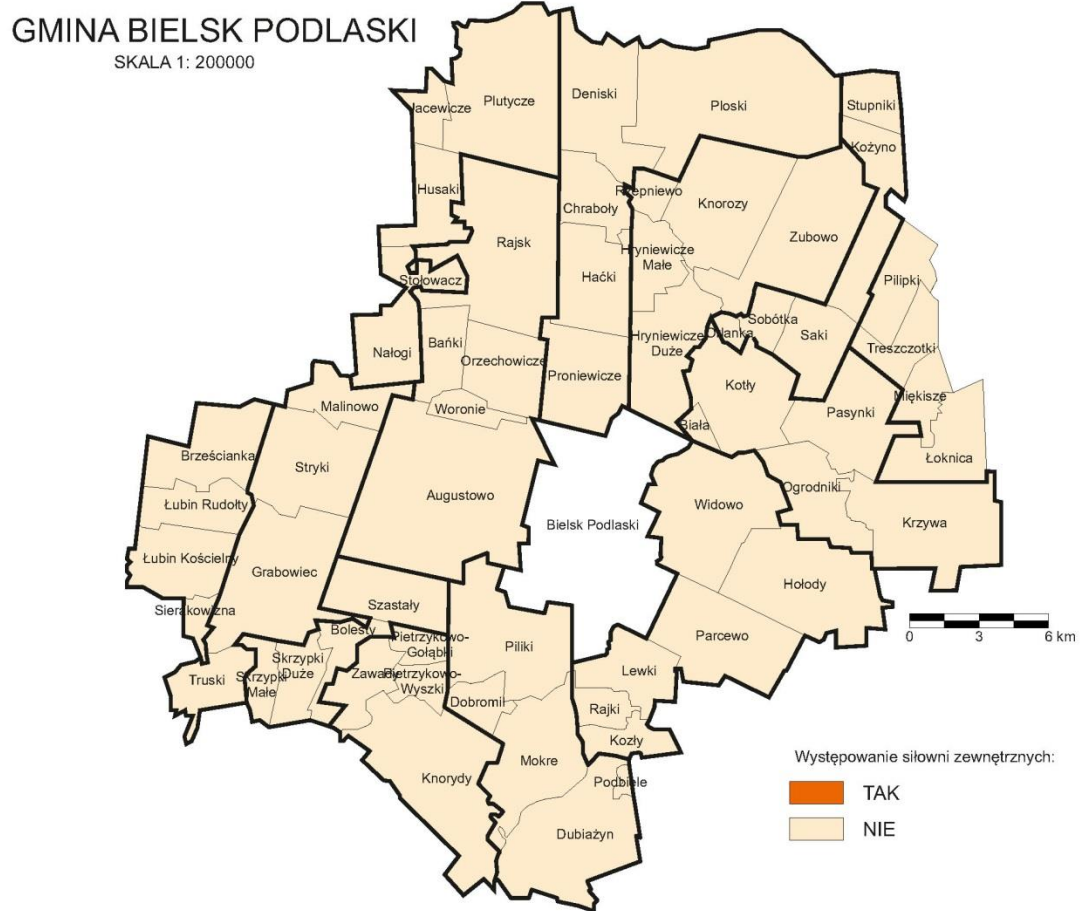 GMINA BIELSK PODLASKI
SKALA 1: 200000
Jacewicze
Plutycze
Deniski
Ploski
Stupniki
Kożyno
Husaki
Rajsk
Chraboły
Rzepniewo
Knorozy
Zubowo
Hryniewicze
Małe
Haćki
Pilipki
Stołowacz
Nałogi
Bańki
Orzechowicze
Proniewicze
Hryniewicze
Duże
Orlanka
Sobótka
Saki
Treszczotki
Kotły
Pasynki
Miękisze
Malinowo
Woronie
Biała
Łoknica
Brześcianka
Stryki
Augustowo
Łubin Rudołty
Bielsk Podlaski
Widowo
Ogrodniki
Krzywa
Łubin Kościelny
Grabowiec
Hołody
Sierakowizna
Szastały
Bolesty
Pietrzykowo-
Gołąbki
Piliki
Parcewo
0 3 6 km
Truski
Skrzypki
Małe
Skrzypki
Duże
Zawady
Pietrzykowo-
Wyszki
Dobromil
Lewki
Rajki
Kozły
Knorydy
Mokre
Podbiele
Dubiażyn
Występowanie siłowni zewnętrznych:
TAK
NIE